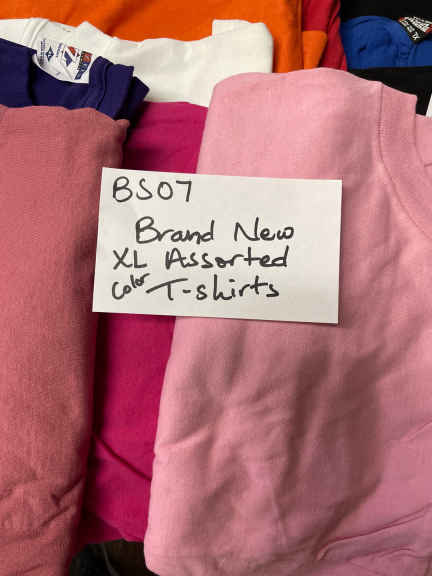 BS07
Brand New
XL Assorted
color T-shirts